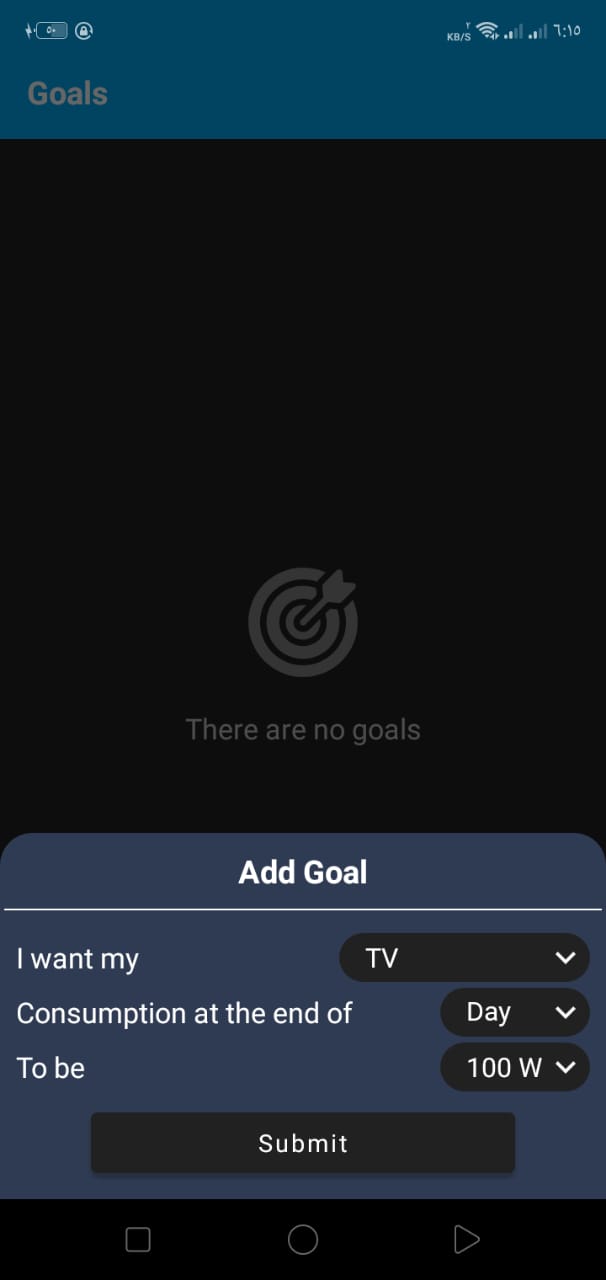 ٥٠
٢
KB/S
٦:١٥
Goals
There are no goals
Add Goal
I want my TV
Consumption at the end of Day
To be 100 W
Submit